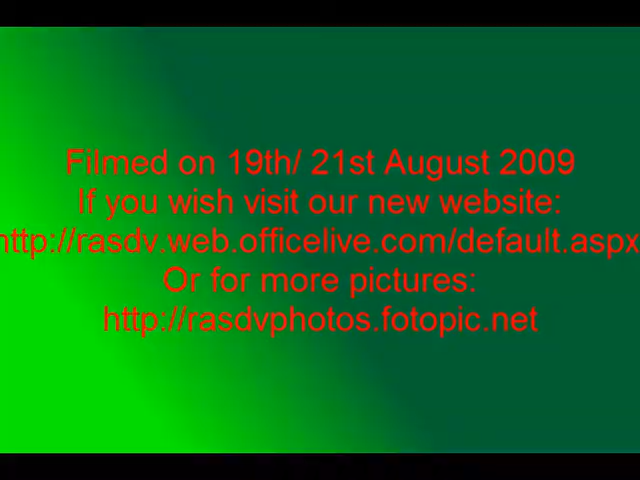 Filmed on 19th/ 21st August 2009
If you wish visit our new website:
http://rasdv.web.officelive.com/default.aspx
Or for more pictures:
http://rasdvphotos.fotopic.net